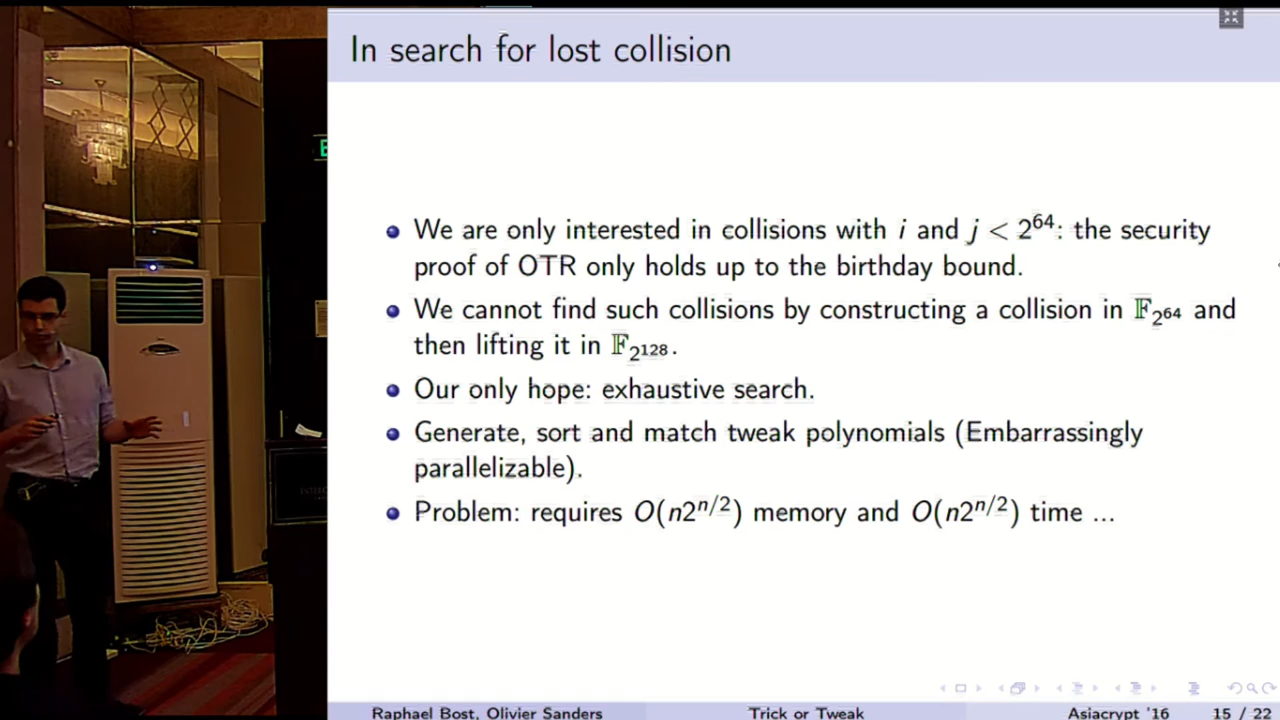 In search for lost collision
We are only interested in collisions with i and j < 2^64: the security
proof of OTR only holds up to the birthday bound.
We cannot find such collisions by constructing a collision in 𝔽_{2^64} and
then lifting it in 𝔽_{2^128}.
Our only hope: exhaustive search.
Generate, sort and match tweak polynomials (Embarrassingly
parallelizable).
Problem: requires O(n2^{n/2}) memory and O(n2^{n/2}) time ...
Raphael Bost, Olivier Sanders Trick or Tweak Asiacrypt '16 15 / 22